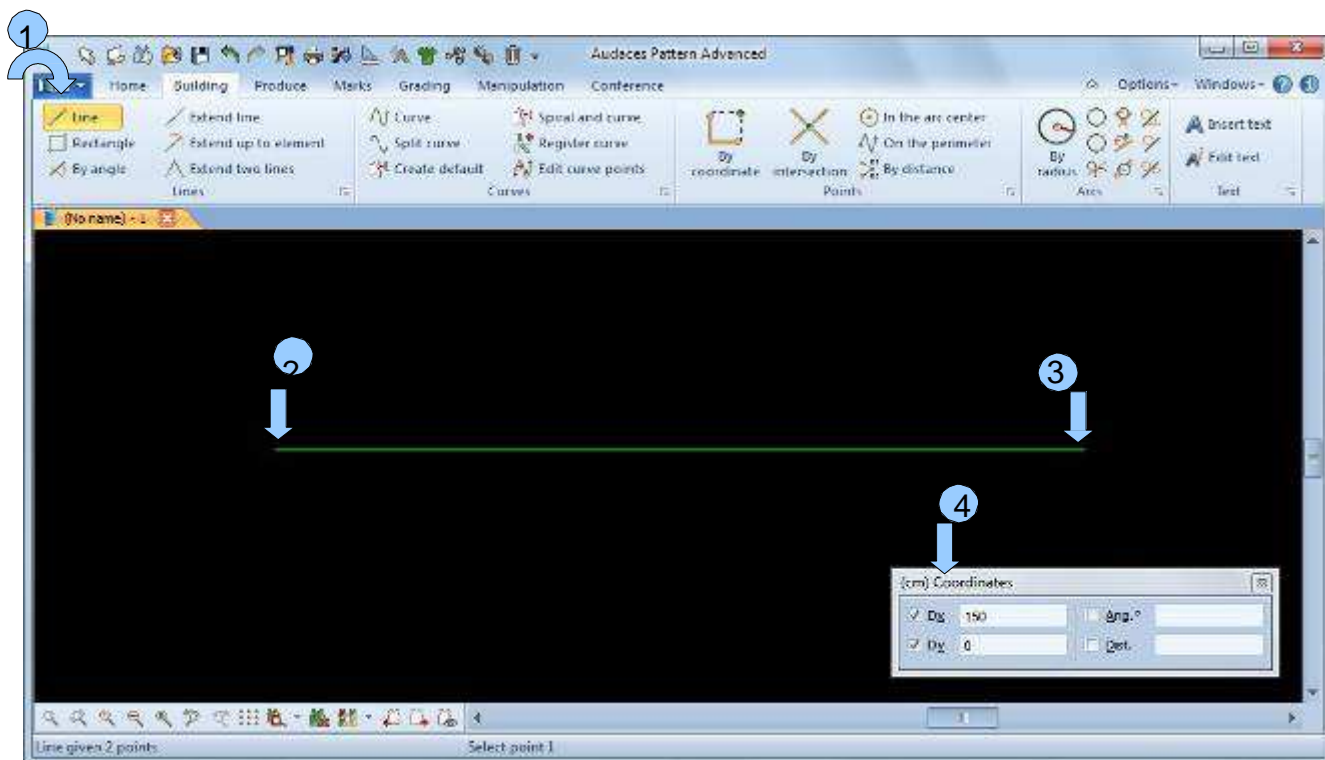 1
Audaces Pattern Advanced
Home Building Produce Marks Grading Manipulation Conference Options Windows
Line Extend line Curve Spiral and curve In the arc center Insert text
Rectangle Extend up to element Split curve Register curve By coordinate By intersection On the perimeter By radius Edit text
By angle Extend two lines Create default Edit curve points By distance
Lines Curves Points Arcs Text
(No name) - 1
2
3
4
(cm) Coordinates
Dx 150 Ang.º
Dy 0 Dist.
Line given 2 points Select point 1